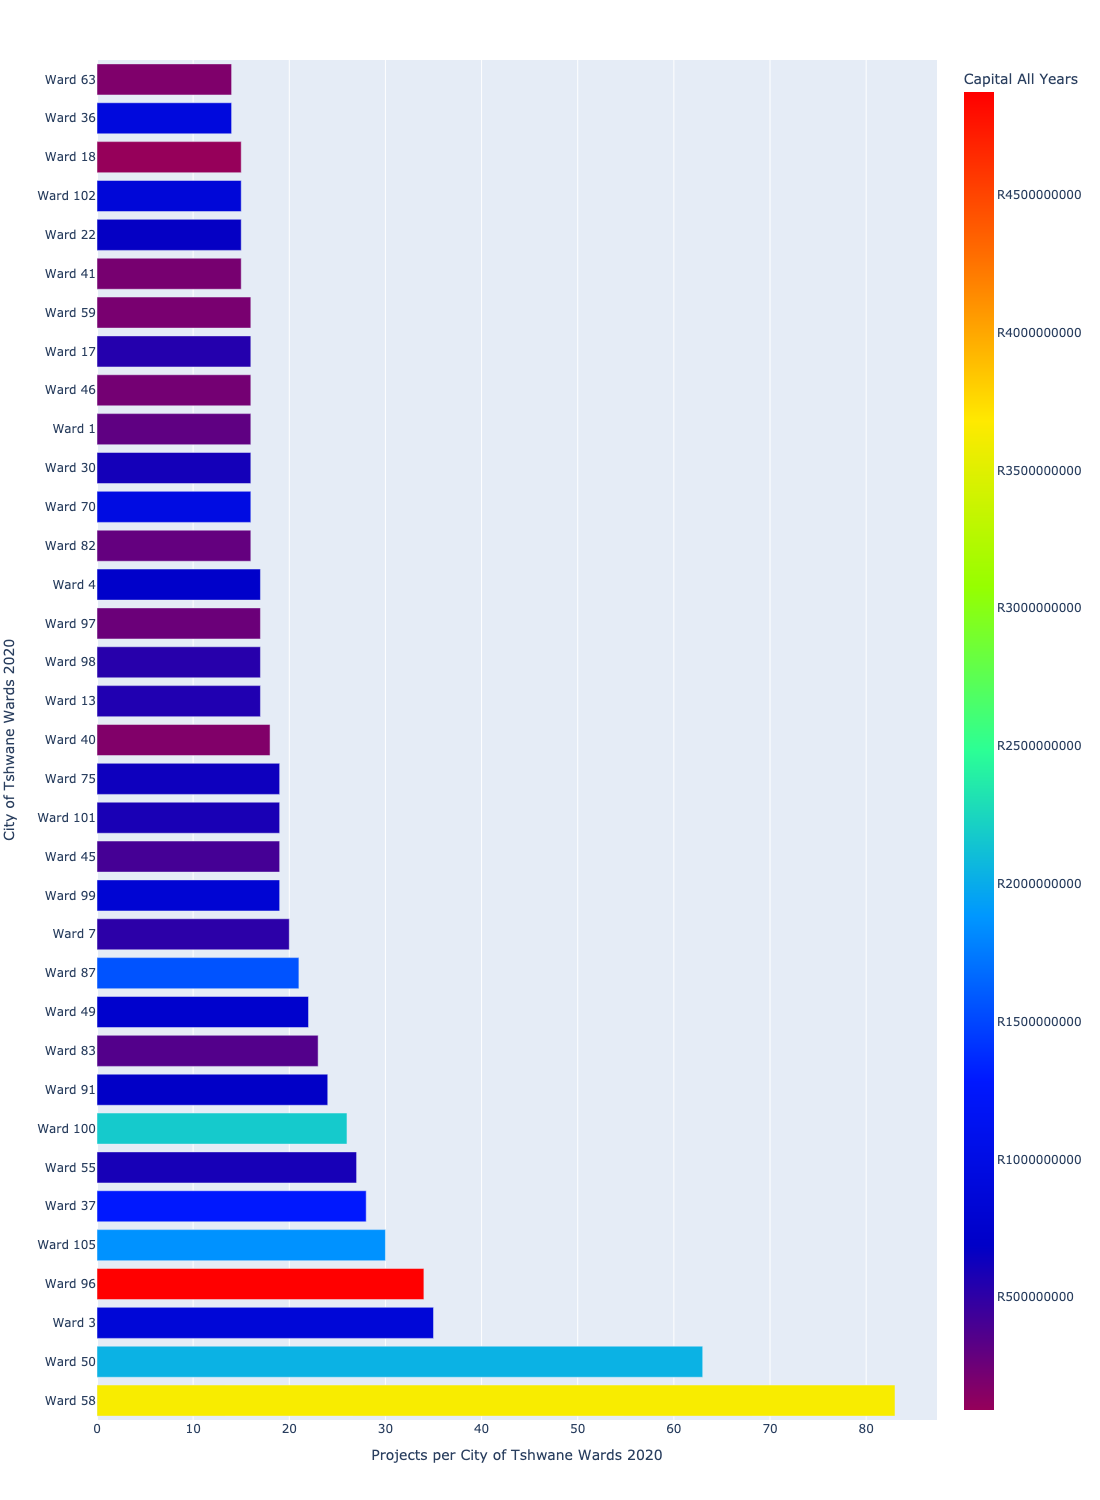 Capital All Years
Ward 63
Ward 36
Ward 18
Ward 102
Ward 22
Ward 41
Ward 59
Ward 17
Ward 46
Ward 1
Ward 30
Ward 70
Ward 82
Ward 4
Ward 97
Ward 98
Ward 13
Ward 40
Ward 75
Ward 101
Ward 45
Ward 99
Ward 7
Ward 87
Ward 49
Ward 83
Ward 91
Ward 100
Ward 55
Ward 37
Ward 105
Ward 96
Ward 3
Ward 50
Ward 58
City of Tshwane Wards 2020
0 10 20 30 40 50 60 70 80
Projects per City of Tshwane Wards 2020
R4500000000
R4000000000
R3500000000
R3000000000
R2500000000
R2000000000
R1500000000
R1000000000
R500000000